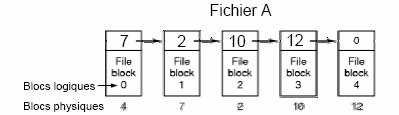 Fichier A
7 2 10 12 0
File File File File File
block block block block block
Blocs logiques 0 1 2 3 4
Blocs physiques 4 7 2 10 12